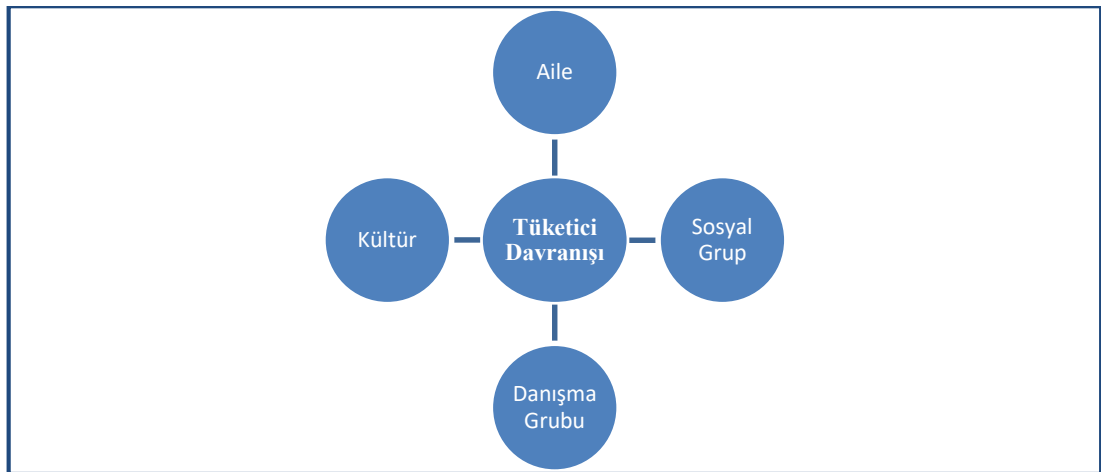 Aile
Kültür
Tüketici
Davranışı
Sosyal
Grup
Danışma
Grubu